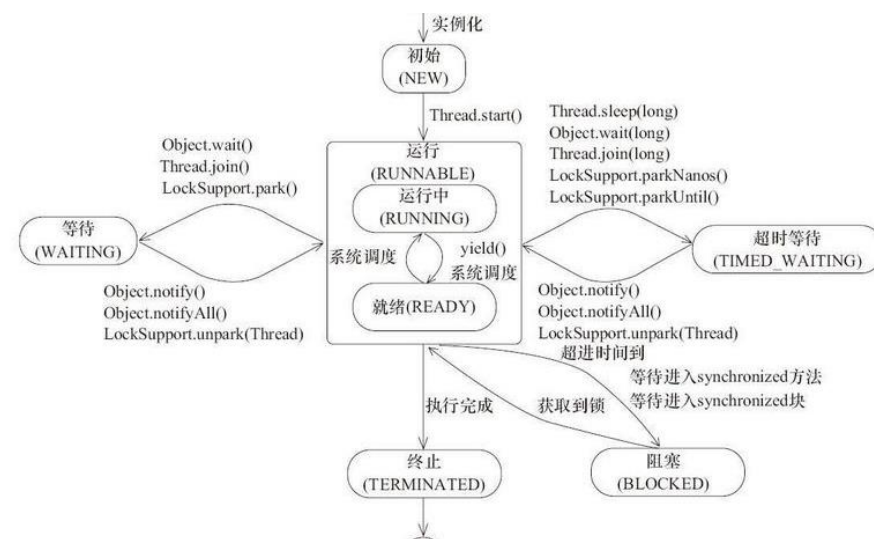 实例化
初始
(NEW)
Thread.start()
Object.wait()
Thread.join()
LockSupport.park()
运行
(RUNNABLE)
运行中
(RUNNING)
系统调度
yield()
系统调度
就绪(READY)
Thread.sleep(long)
Object.wait(long)
Thread.join(long)
LockSupport.parkNanos()
LockSupport.parkUntil()
等待
(WAITING)
超时等待
(TIMED_WAITING)
Object.notify()
Object.notifyAll()
LockSupport.unpark(Thread)
Object.notify()
Object.notifyAll()
LockSupport.unpark(Thread)
超进时间到
等待进入synchronized方法
等待进入synchronized块
执行完成
获取到锁
终止
(TERMINATED)
阻塞
(BLOCKED)